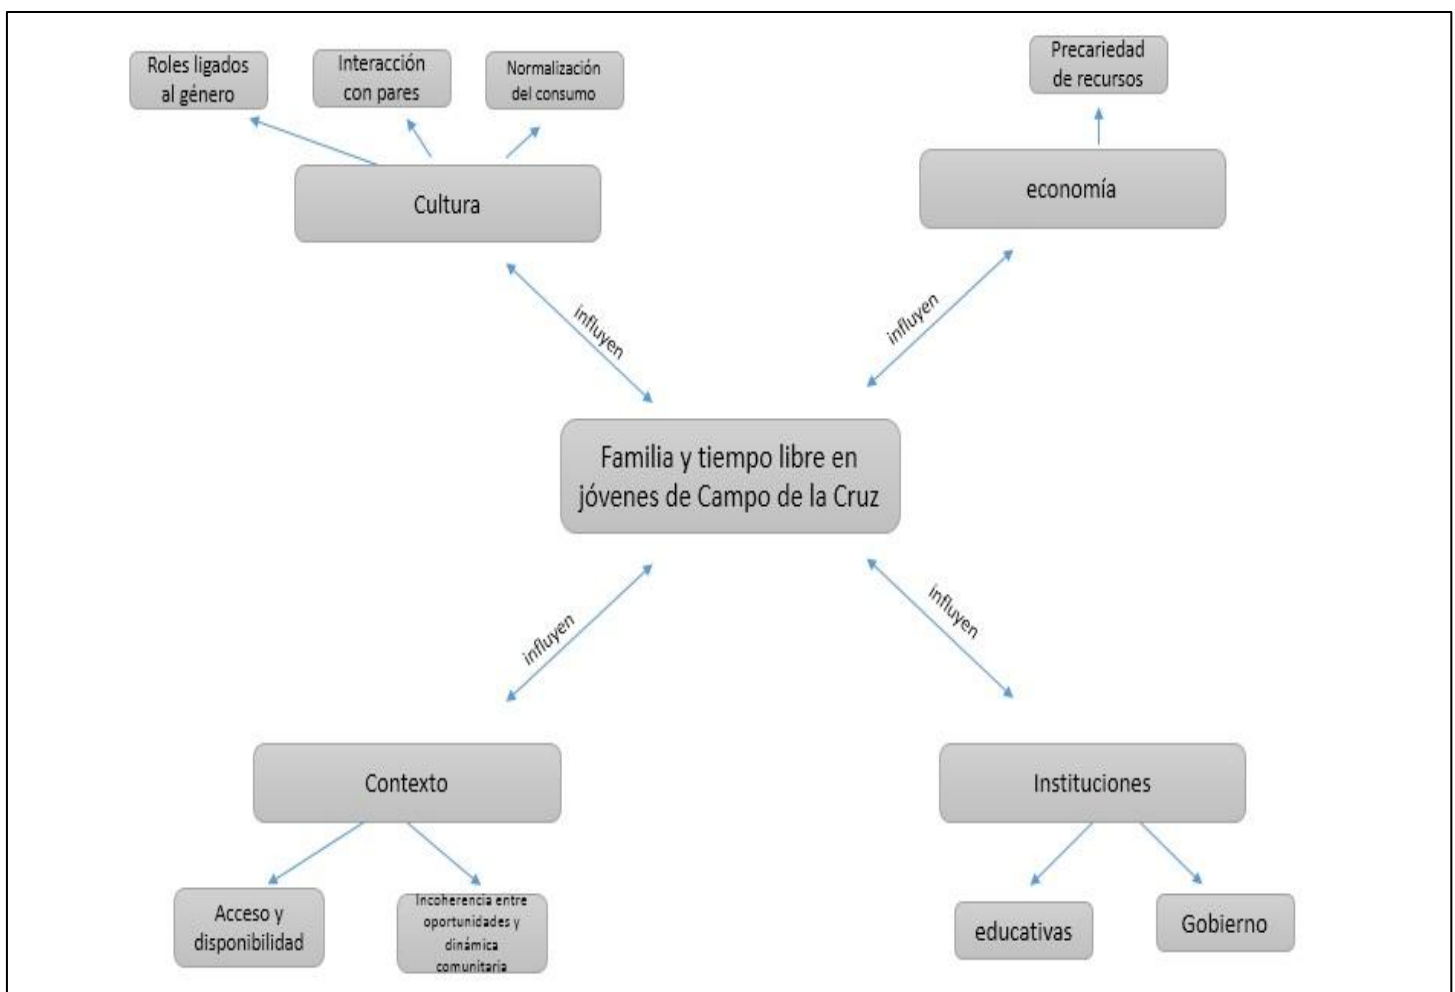 Roles ligados
al género
Interacción
con pares
Normalización
del consumo
Precariedad
de recursos
Cultura
economía
influyen
influyen
Familia y tiempo libre en
jóvenes de Campo de la Cruz
influyen
influyen
Contexto
Instituciones
Acceso y
disponibilidad
Incoherencia entre
oportunidades y
dinámica
comunitaria
educativas
Gobierno